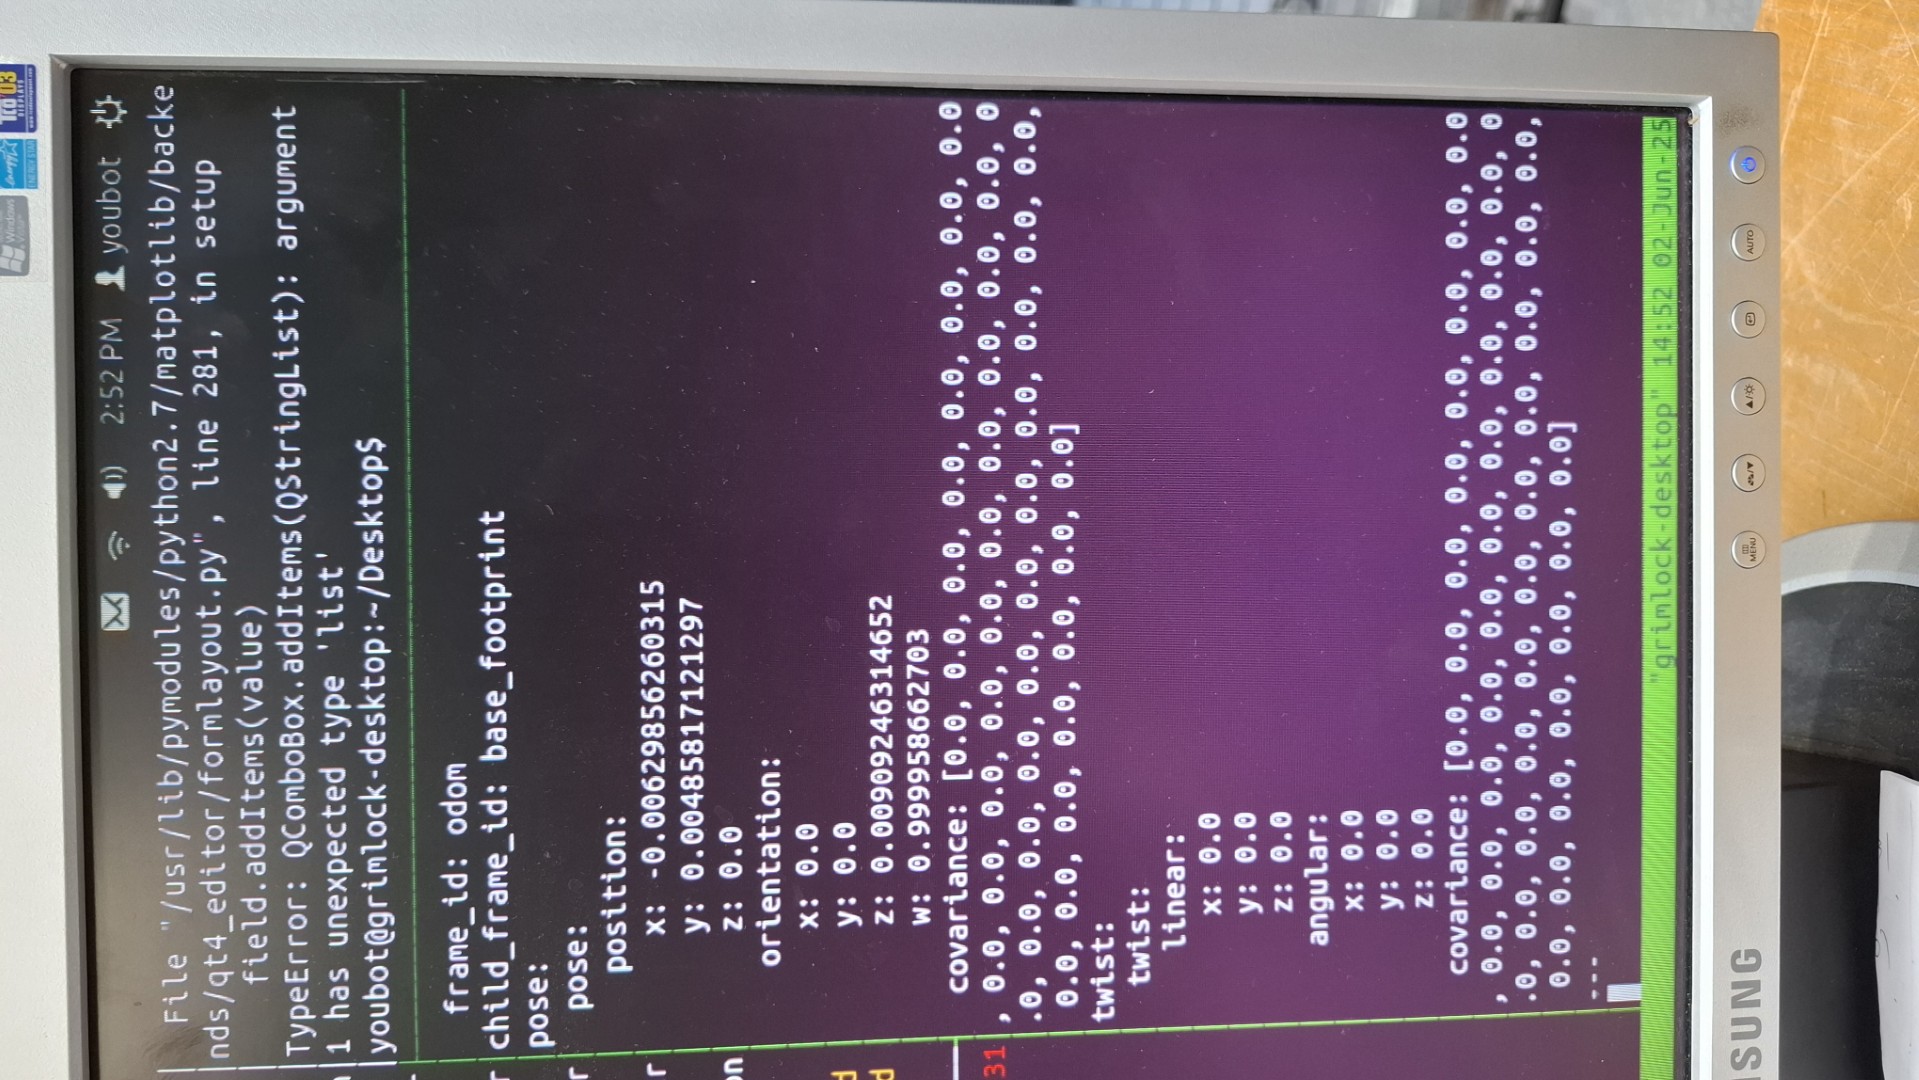 Windows Vista
energy
ENERGY STAR
TCO'03
DISPLAYS
2:52 PM youbot
File "/usr/lib/pymodules/python2.7/matplotlib/backe
nds/qt4_editor/formlayout.py", line 281, in setup
field.addItems(value)
TypeError: QComboBox.addItems(QStringList): argument
1 has unexpected type 'list'
youbot@grimlock-desktop:~/Desktop$
frame_id: odom
r child_frame_id: base_footprint
pose:
r pose:
position:
r x: -0.00629856260315
y: 0.00485817121297
on z: 0.0
orientation:
x: 0.0
d y: 0.0
d z: 0.00909246314652
w: 0.999958662703
covariance: [0.0, 0.0, 0.0, 0.0, 0.0, 0.0, 0.0, 0.0
31 , 0.0, 0.0, 0.0, 0.0, 0.0, 0.0, 0.0, 0.0, 0.0, 0.0, 0
.0, 0.0, 0.0, 0.0, 0.0, 0.0, 0.0, 0.0, 0.0, 0.0, 0.0,
0.0, 0.0, 0.0, 0.0, 0.0, 0.0, 0.0]
twist:
twist:
linear:
x: 0.0
y: 0.0
z: 0.0
angular:
x: 0.0
y: 0.0
z: 0.0
covariance: [0.0, 0.0, 0.0, 0.0, 0.0, 0.0, 0.0, 0.0
, 0.0, 0.0, 0.0, 0.0, 0.0, 0.0, 0.0, 0.0, 0.0, 0.0, 0
.0, 0.0, 0.0, 0.0, 0.0, 0.0, 0.0, 0.0, 0.0, 0.0, 0.0,
0.0, 0.0, 0.0, 0.0, 0.0, 0.0, 0.0]
---
"grimlock-desktop" 14:52 02-Jun-25
SUNG
MENU AUTO